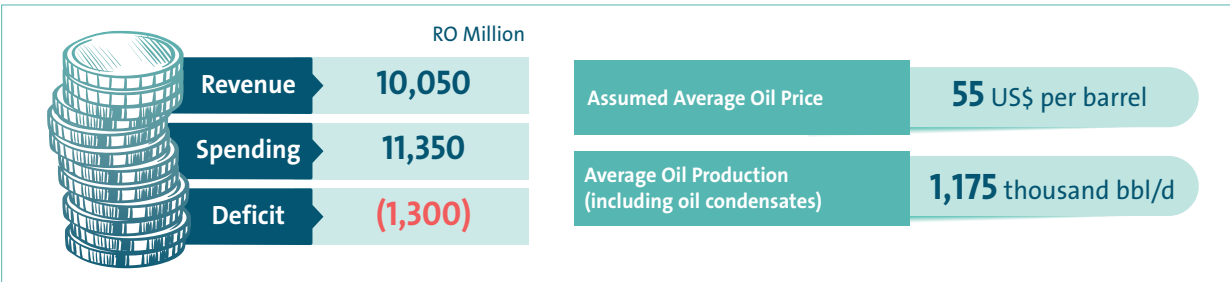 RO Million
Revenue 10,050
Spending 11,350
Deficit (1,300)
Assumed Average Oil Price 55 US$ per barrel
Average Oil Production
(including oil condensates) 1,175 thousand bbl/d